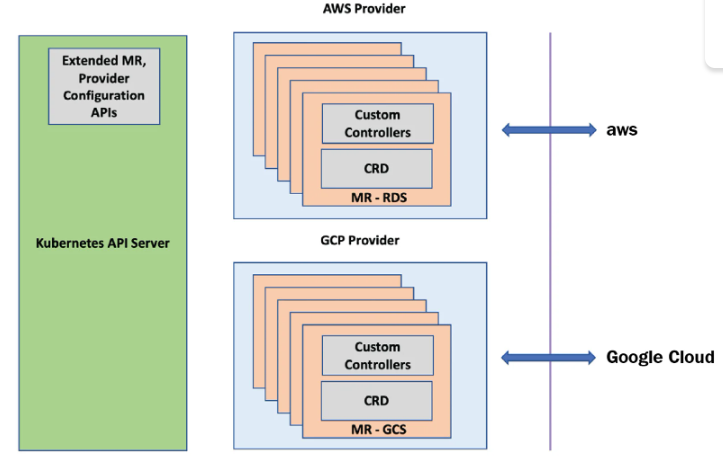 AWS Provider
Extended MR,
Provider
Configuration
APIs
Kubernetes API Server
Custom
Controllers
CRD
MR - RDS
aws
GCP Provider
Custom
Controllers
CRD
MR - GCS
Google Cloud